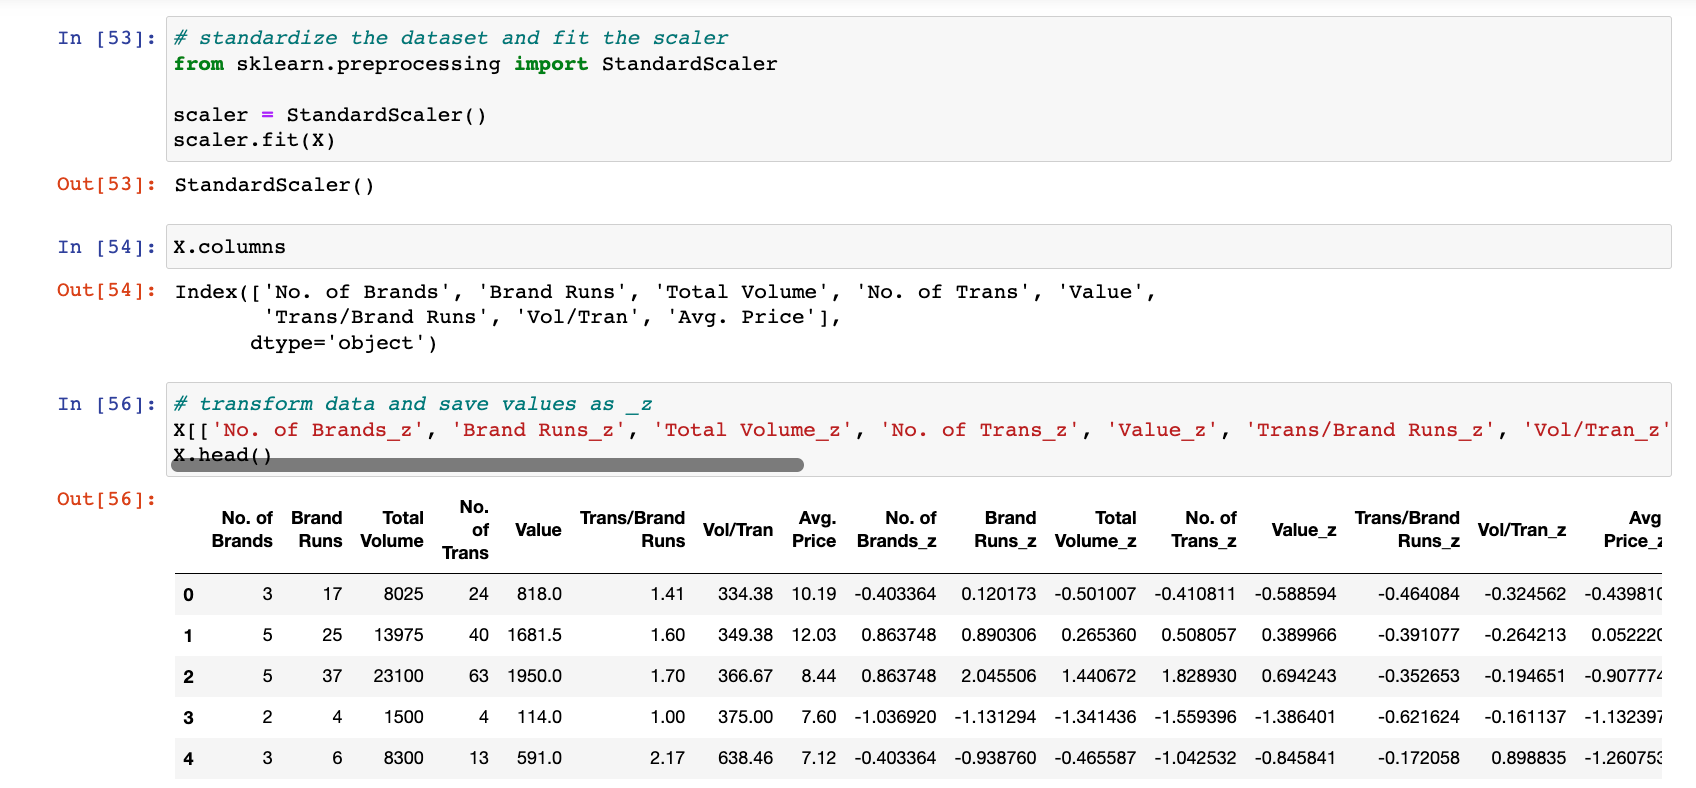 In [53]: # standardize the dataset and fit the scaler
from sklearn.preprocessing import StandardScaler
scaler = StandardScaler()
scaler.fit(X)
Out[53]: StandardScaler()
In [54]: X.columns
Out[54]: Index(['No. of Brands', 'Brand Runs', 'Total Volume', 'No. of Trans', 'Value',
'Trans/Brand Runs', 'Vol/Tran', 'Avg. Price'],
dtype='object')
In [56]: # transform data and save values as _z
X[['No. of Brands_z', 'Brand Runs_z', 'Total Volume_z', 'No. of Trans_z', 'Value_z', 'Trans/Brand Runs_z', 'Vol/Tran_z'
X.head()
Out[56]:
No. of Brands Brand Runs Total Volume No. of Trans Value Trans/Brand Runs Vol/Tran Avg. Price No. of Brands_z Brand Runs_z Total Volume_z No. of Trans_z Value_z Trans/Brand Runs_z Vol/Tran_z Avg Price_z
0 3 17 8025 24 818.0 1.41 334.38 10.19 -0.403364 0.120173 -0.501007 -0.410811 -0.588594 -0.464084 -0.324562 -0.439810
1 5 25 13975 40 1681.5 1.60 349.38 12.03 0.863748 0.890306 0.265360 0.508057 0.389966 -0.391077 -0.264213 0.052220
2 5 37 23100 63 1950.0 1.70 366.67 8.44 0.863748 2.045506 1.440672 1.828930 0.694243 -0.352653 -0.194651 -0.907774
3 2 4 1500 4 114.0 1.00 375.00 7.60 -1.036920 -1.131294 -1.341436 -1.559396 -1.386401 -0.621624 -0.161137 -1.132397
4 3 6 8300 13 591.0 2.17 638.46 7.12 -0.403364 -0.938760 -0.465587 -1.042532 -0.845841 -0.172058 0.898835 -1.260753